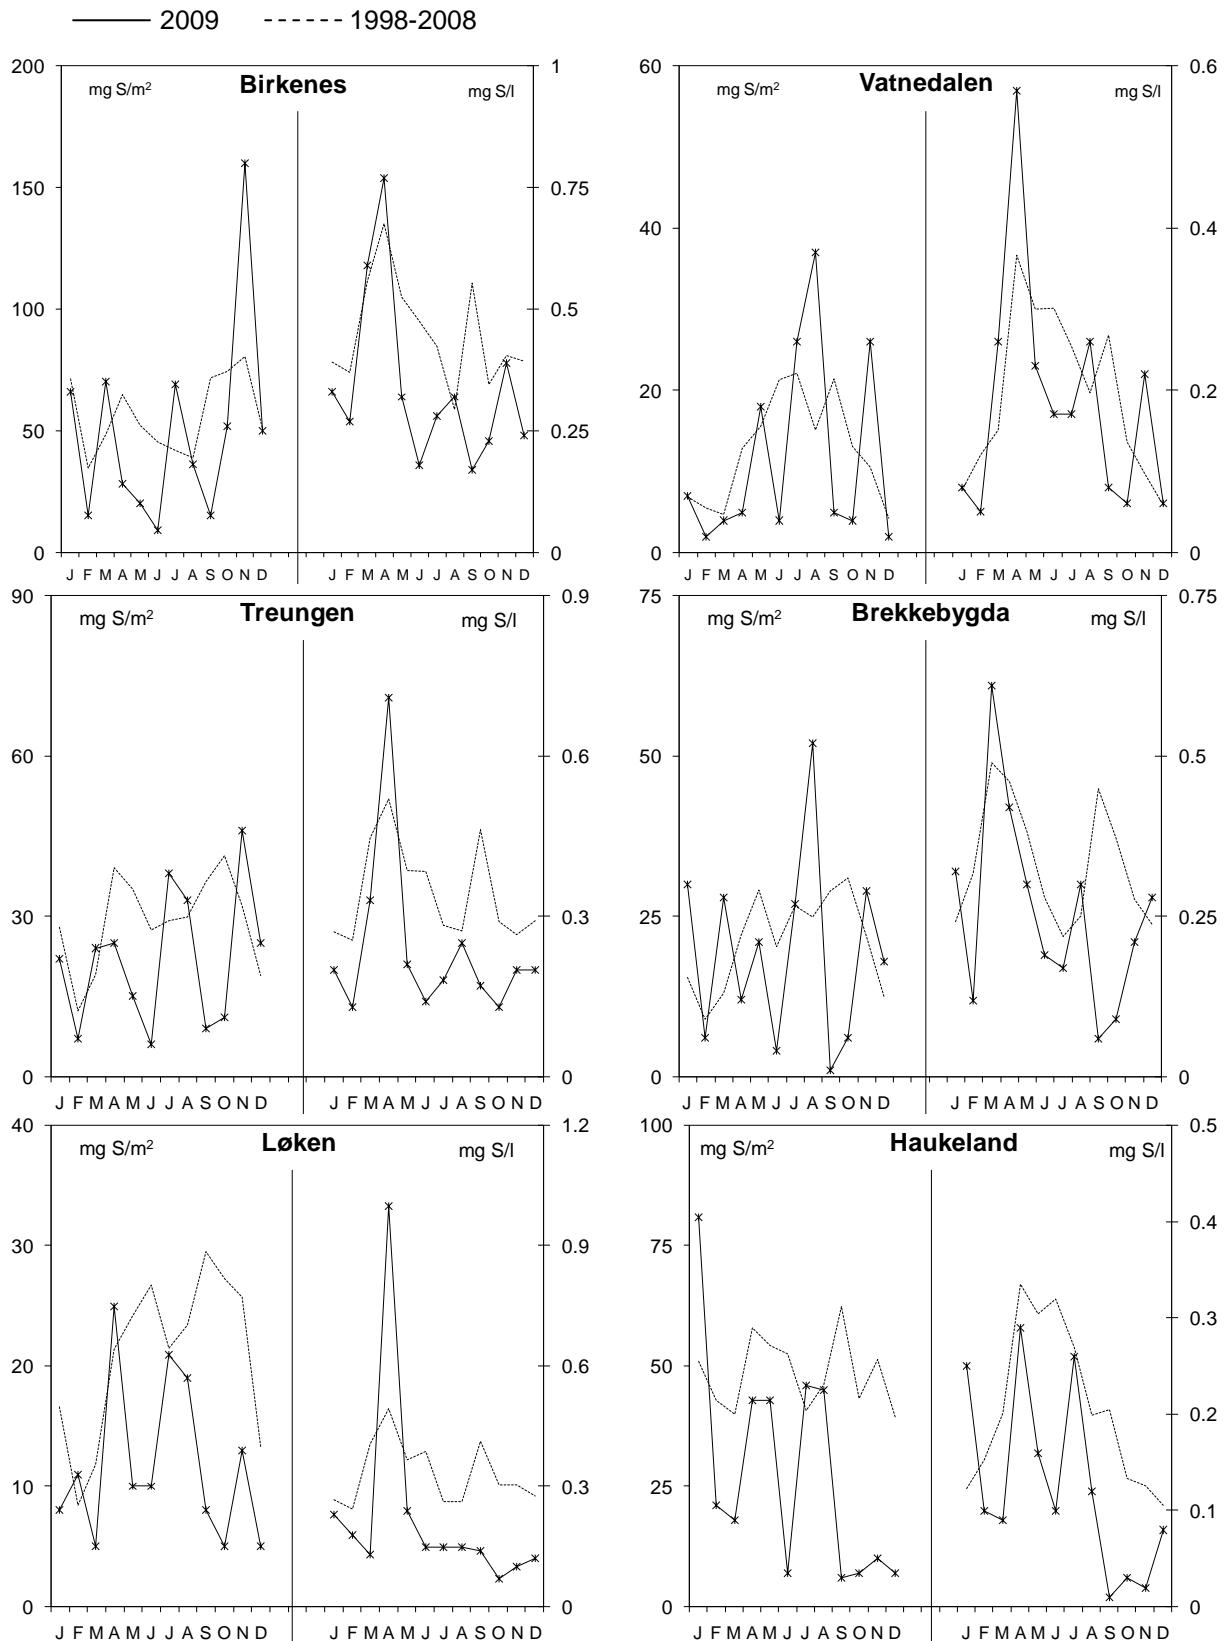 2009 1998-2008
Birkenes
mg S/m² mg S/l
200 150 100 50 0
1 0.75 0.5 0.25 0
J F M A M J J A S O N D J F M A M J J A S O N D
Vatnedalen
mg S/m² mg S/l
60 40 20 0
0.6 0.4 0.2 0
J F M A M J J A S O N D J F M A M J J A S O N D
Treungen
mg S/m² mg S/l
90 60 30 0
0.9 0.6 0.3 0
J F M A M J J A S O N D J F M A M J J A S O N D
Brekkebygda
mg S/m² mg S/l
75 50 25 0
0.75 0.5 0.25 0
J F M A M J J A S O N D J F M A M J J A S O N D
Løken
mg S/m² mg S/l
40 30 20 10 0
1.2 0.9 0.6 0.3 0
J F M A M J J A S O N D J F M A M J J A S O N D
Haukeland
mg S/m² mg S/l
100 75 50 25 0
0.5 0.4 0.3 0.2 0.1 0
J F M A M J J A S O N D J F M A M J J A S O N D